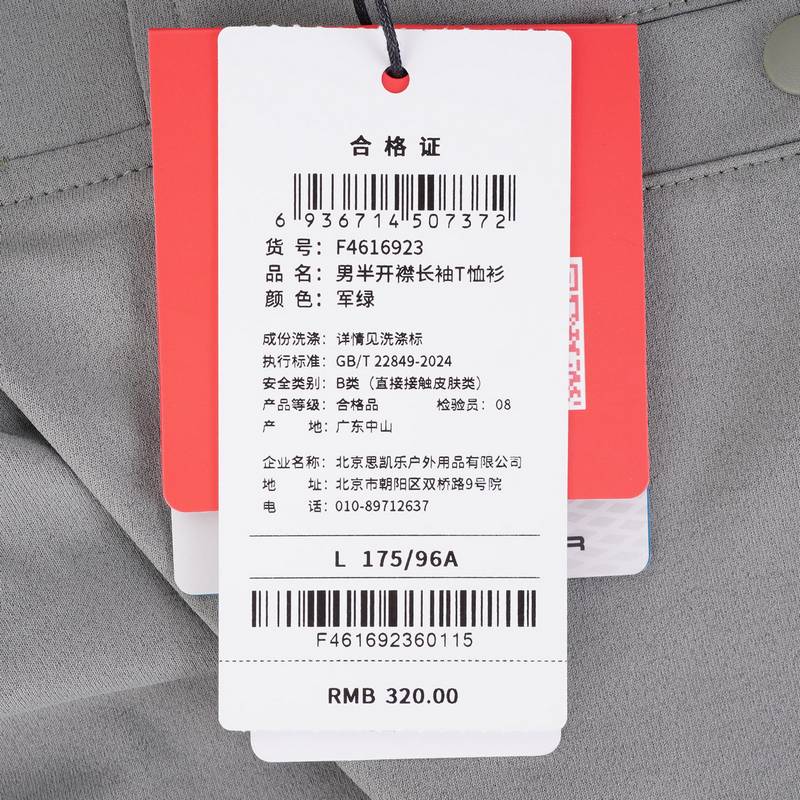 合格证
6 936714 507372
货 号：F4616923
品 名：男半开襟长袖T恤衫
颜 色：军绿
成份洗涤：详情见洗涤标
执行标准：GB/T 22849-2024
安全类别：B类（直接接触皮肤类）
产品等级：合格品 检验员：08
产 地：广东中山
企业名称：北京思凯乐户外用品有限公司
地 址：北京市朝阳区双桥路9号院
电 话：010-89712637
L 175/96A
F461692360115
RMB 320.00